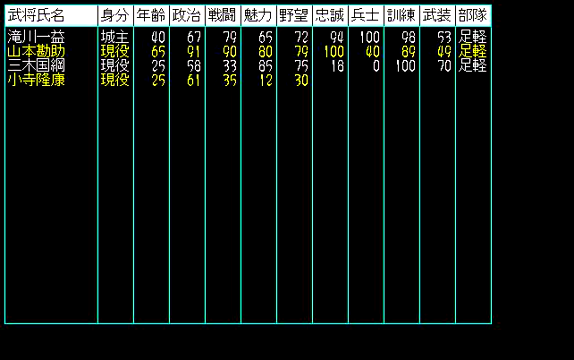 武将氏名 身分 年齢 政治 戦闘 魅力 野望 忠誠 兵士 訓練 武装 部隊
滝川一益 城主 40 67 79 65 72 94 100 98 53 足軽
山本勘助 現役 65 91 90 80 79 100 40 89 49 足軽
三木国綱 現役 25 58 33 85 75 18 0 100 70 足軽
小寺隆康 現役 25 61 35 12 30